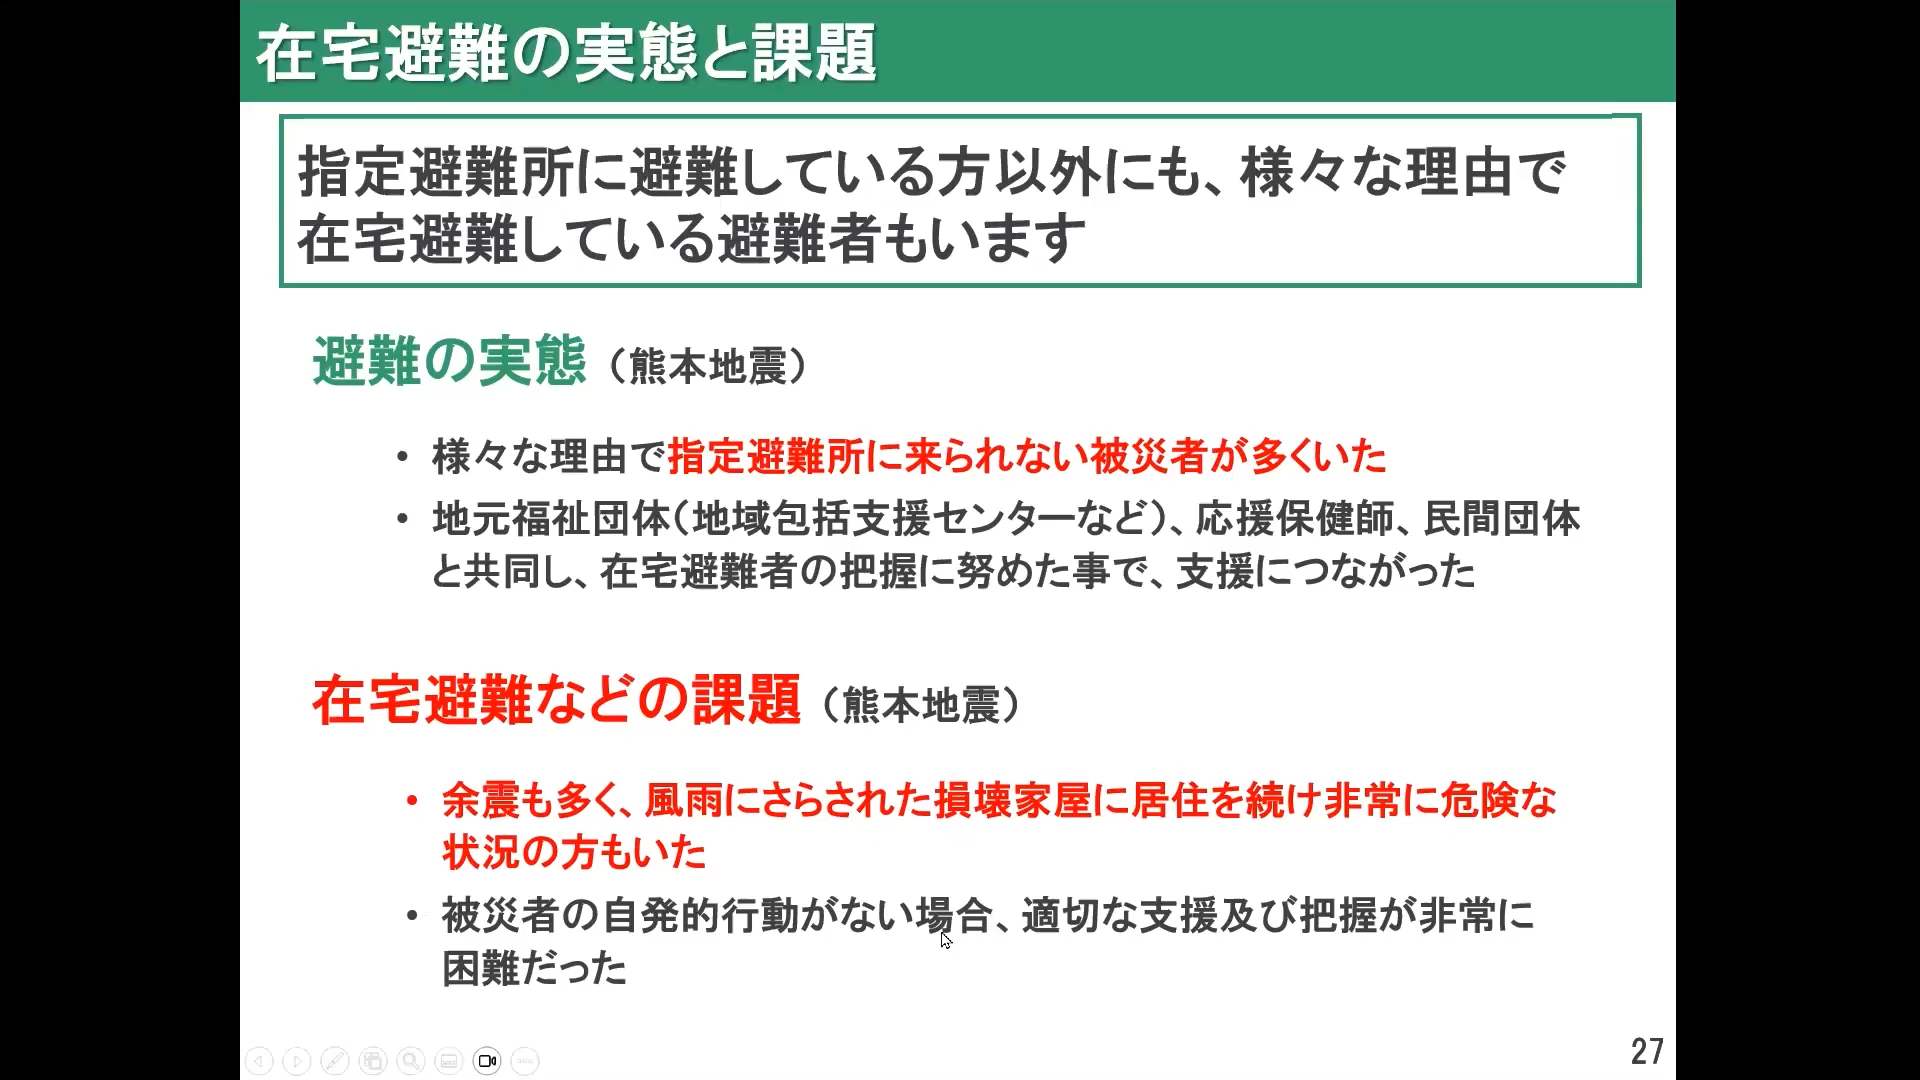 在宅避難の実態と課題
指定避難所に避難している方以外にも、様々な理由で
在宅避難している避難者もいます
避難の実態（熊本地震）
• 様々な理由で指定避難所に来られない被災者が多くいた
• 地元福祉団体（地域包括支援センターなど）、応援保健師、民間団体
と共同し、在宅避難者の把握に努めた事で、支援につながった
在宅避難などの課題（熊本地震）
• 余震も多く、風雨にさらされた損壊家屋に居住を続け非常に危険な
状況の方もいた
• 被災者の自発的行動がない場合、適切な支援及び把握が非常に
困難だった
27